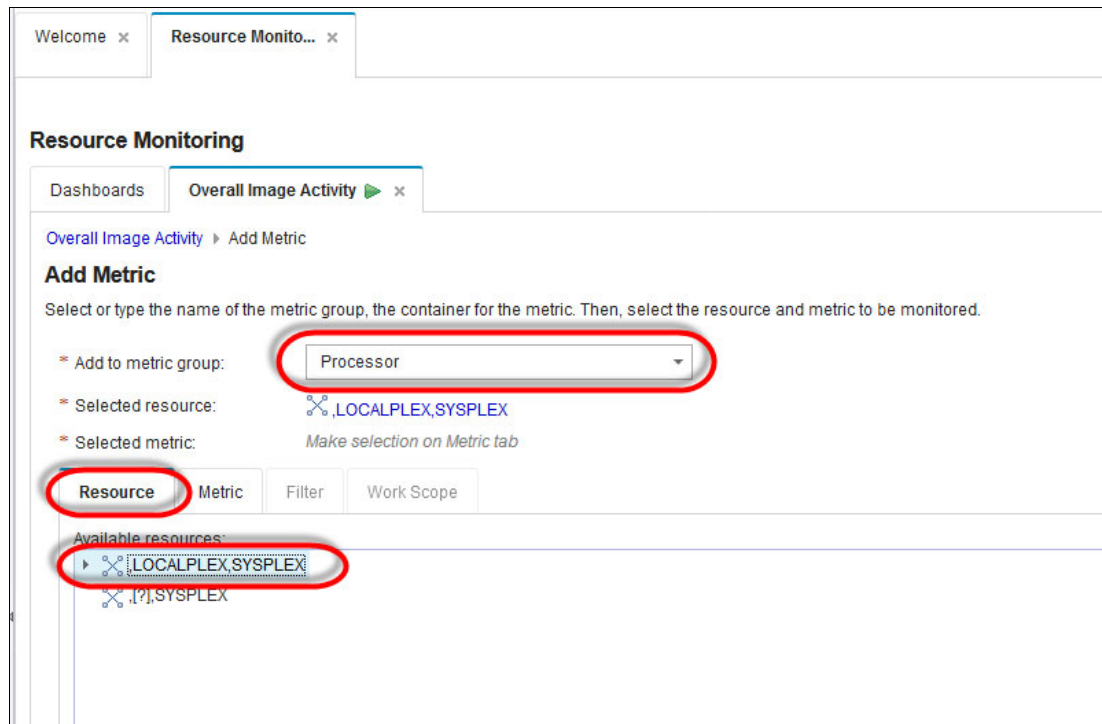 Welcome × Resource Monito... ×
Resource Monitoring
Dashboards Overall Image Activity ×
Overall Image Activity Add Metric
Add Metric
Select or type the name of the metric group, the container for the metric. Then, select the resource and metric to be monitored.
* Add to metric group: Processor
* Selected resource: ,LOCALPLEX,SYSPLEX
* Selected metric: Make selection on Metric tab
Resource Metric Filter Work Scope
Available resources:
,LOCALPLEX,SYSPLEX
,[?],SYSPLEX